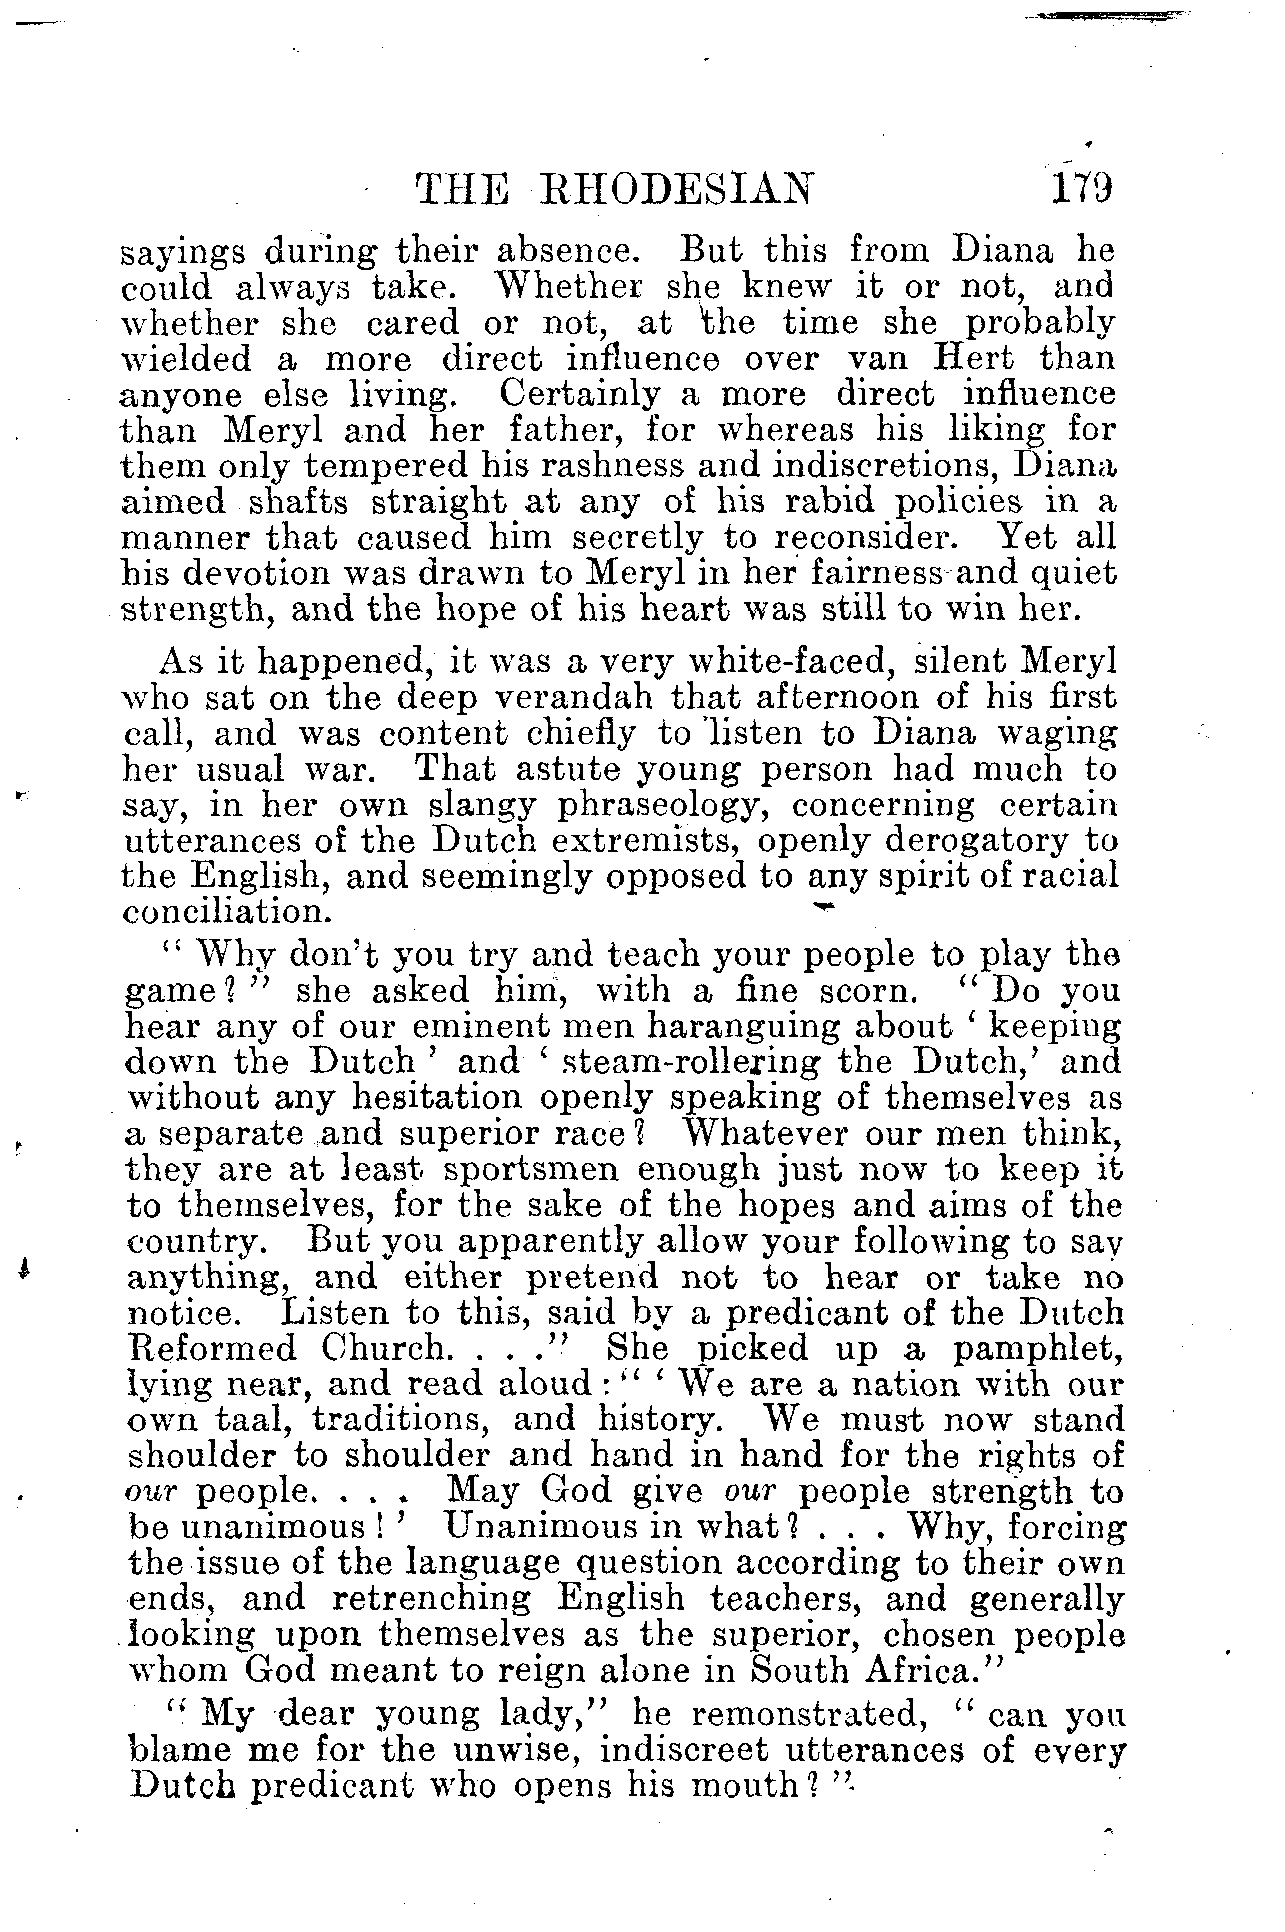 THE RHODESIAN 179
sayings during their absence. But this from Diana he
could always take. Whether she knew it or not, and
whether she cared or not, at the time she probably
wielded a more direct influence over van Hert than
anyone else living. Certainly a more direct influence
than Meryl and her father, for whereas his liking for
them only tempered his rashness and indiscretions, Diana
aimed shafts straight at any of his rabid policies in a
manner that caused him secretly to reconsider. Yet all
his devotion was drawn to Meryl in her fairness and quiet
strength, and the hope of his heart was still to win her.
As it happened, it was a very white-faced, silent Meryl
who sat on the deep verandah that afternoon of his first
call, and was content chiefly to listen to Diana waging
her usual war. That astute young person had much to
say, in her own slangy phraseology, concerning certain
utterances of the Dutch extremists, openly derogatory to
the English, and seemingly opposed to any spirit of racial
conciliation.
“ Why don't you try and teach your people to play the
game? ” she asked him, with a fine scorn. “ Do you
hear any of our eminent men haranguing about ‘ keeping
down the Dutch ’ and ‘ steam-rollering the Dutch,’ and
without any hesitation openly speaking of themselves as
a separate and superior race? Whatever our men think,
they are at least sportsmen enough just now to keep it
to themselves, for the sake of the hopes and aims of the
country. But you apparently allow your following to say
anything, and either pretend not to hear or take no
notice. Listen to this, said by a predicant of the Dutch
Reformed Church. . . .” She picked up a pamphlet,
lying near, and read aloud :“ ‘ We are a nation with our
own taal, traditions, and history. We must now stand
shoulder to shoulder and hand in hand for the rights of
our people. . . . May God give our people strength to
be unanimous ! ’ Unanimous in what? . . . Why, forcing
the issue of the language question according to their own
ends, and retrenching English teachers, and generally
looking upon themselves as the superior, chosen people
whom God meant to reign alone in South Africa.”
“ My dear young lady,” he remonstrated, “ can you
blame me for the unwise, indiscreet utterances of every
Dutch predicant who opens his mouth? ”